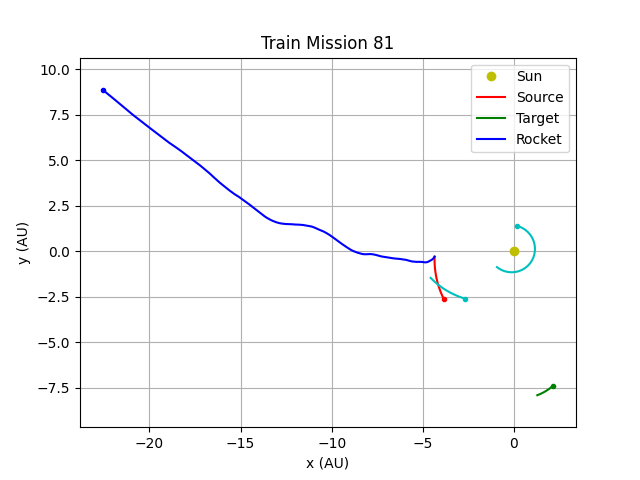 Train Mission 81
10.0
7.5
5.0
2.5
0.0
−2.5
−5.0
−7.5
y (AU)
Sun
Source
Target
Rocket
−20
−15
−10
−5
0
x (AU)